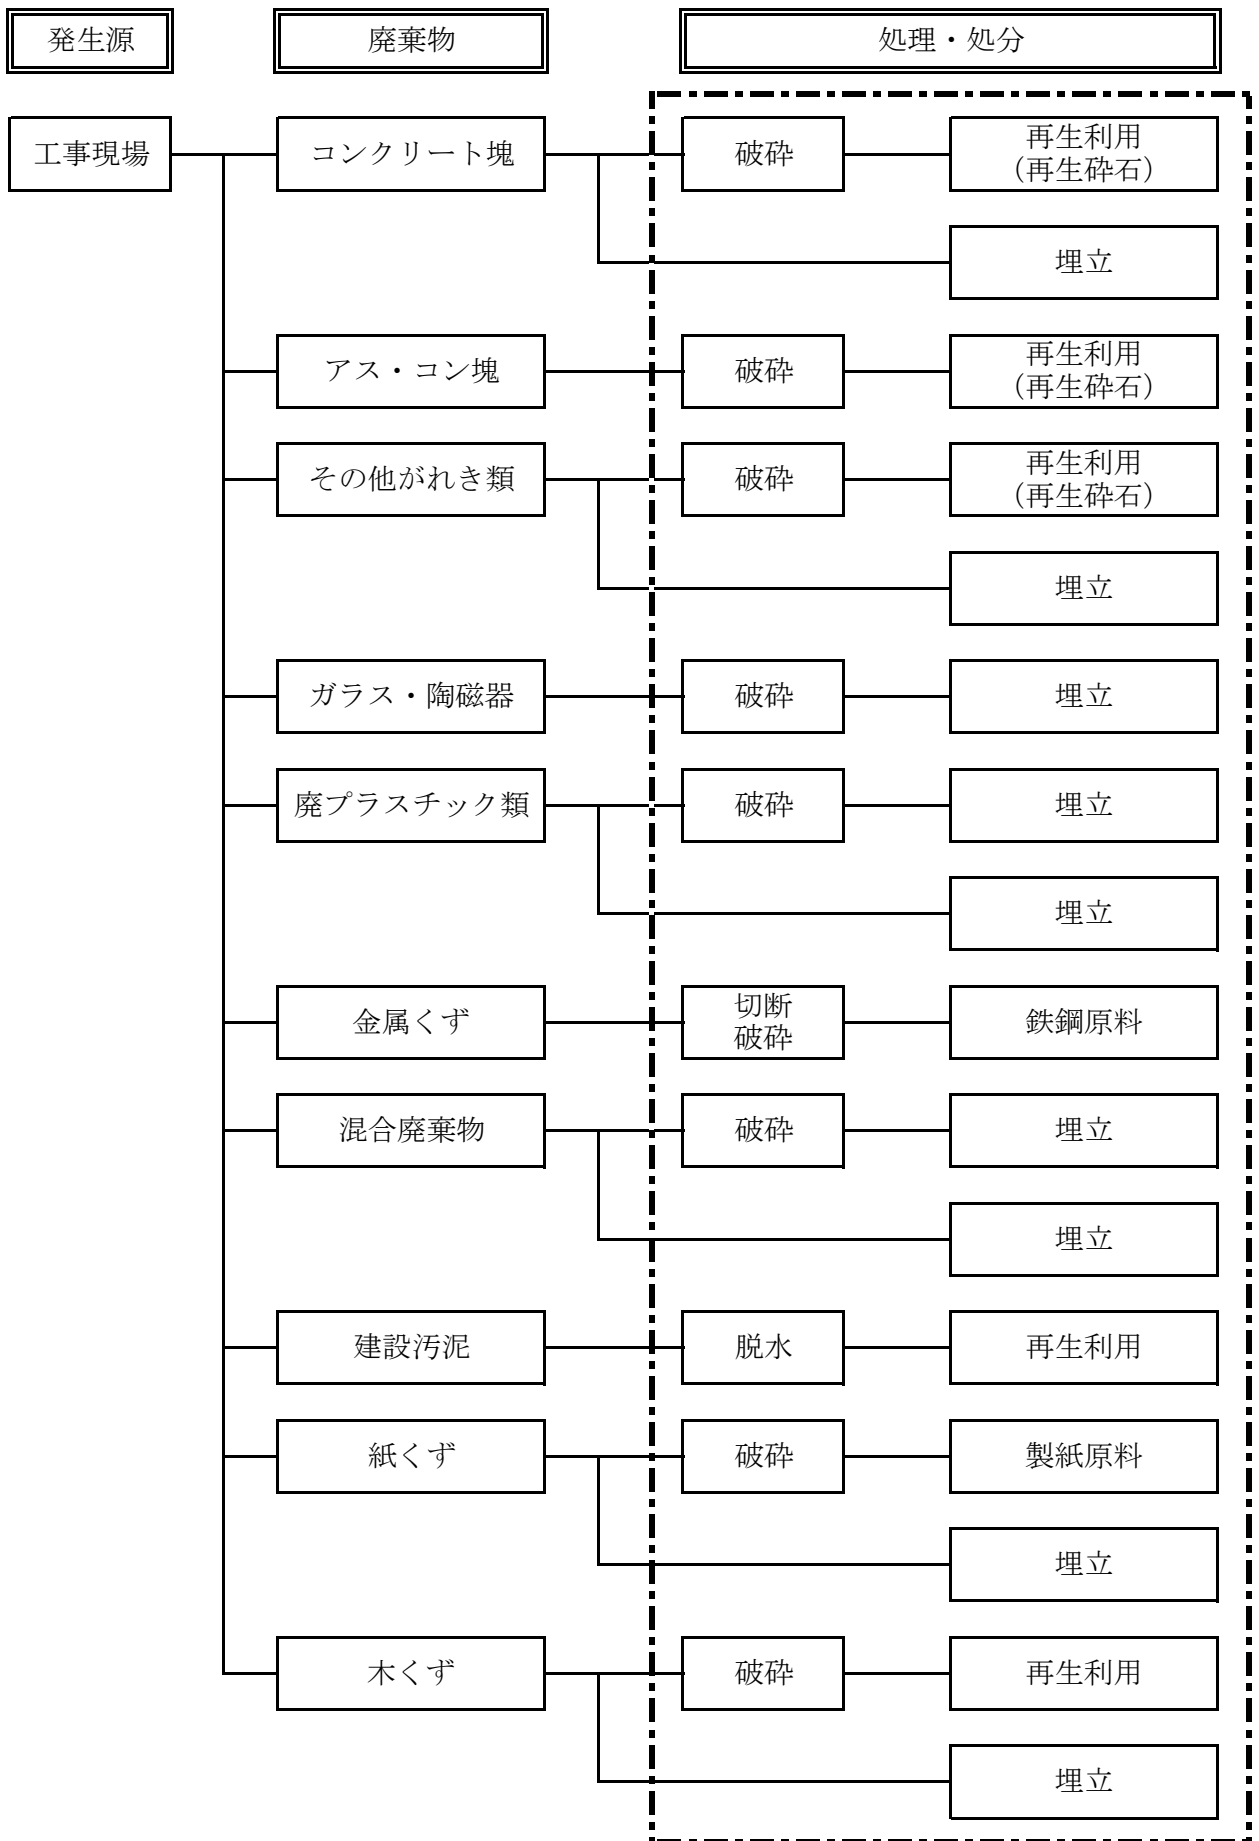 発生源
廃棄物
処理・処分
工事現場
コンクリート塊
破砕
再生利用
（再生砕石）
埋立
アス・コン塊
破砕
再生利用
（再生砕石）
その他がれき類
破砕
再生利用
（再生砕石）
埋立
ガラス・陶磁器
破砕
埋立
廃プラスチック類
破砕
埋立
埋立
金属くず
切断
破砕
鉄鋼原料
混合廃棄物
破砕
埋立
埋立
建設汚泥
脱水
再生利用
紙くず
破砕
製紙原料
埋立
木くず
破砕
再生利用
埋立